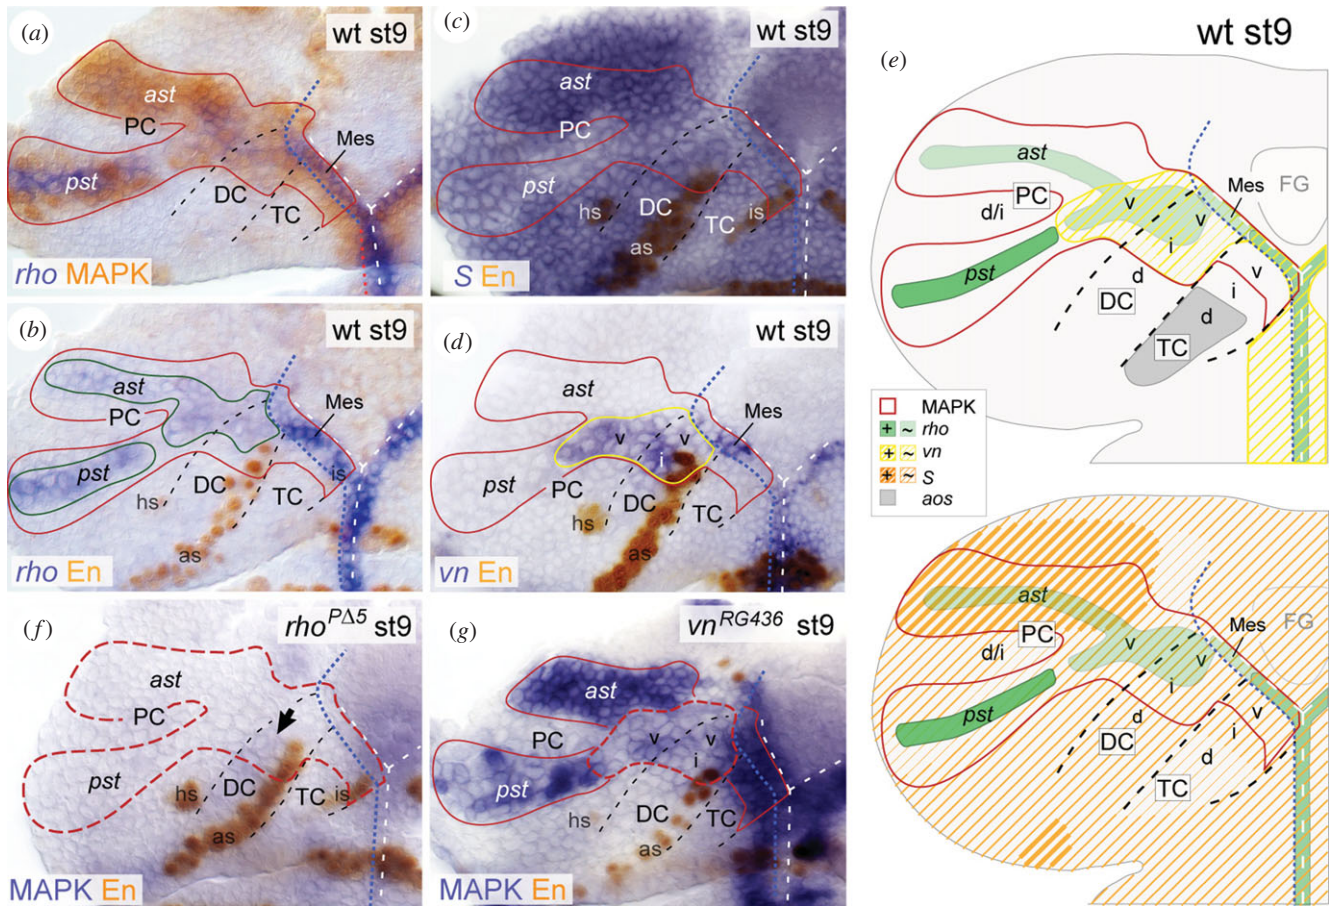 (a)
wt st9
ast
PC
Mes
pst
DC
TC
rho MAPK
(c)
wt st9
ast
PC
pst
hs
DC
is
TC
as
S En
(e)
wt st9
ast
FG
PC
Mes
d/i
v
v
i
v
pst
d
DC
i
d
TC
MAPK
+ ~ rho
+ ~ vn
+ ~ S
aos
(b)
wt st9
ast
Mes
PC
pst
is
DC
hs
TC
as
rho En
(d)
wt st9
ast
Mes
v
v
pst
i
PC
DC
TC
hs
as
vn En
ast
FG
PC
Mes
d/i
v
v
i
v
pst
d
DC
i
d
TC
(f)
rhoPΔ5 st9
ast
PC
pst
DC
hs
TC
is
as
MAPK En
(g)
vnRG436 st9
ast
PC
v
v
i
pst
DC
hs
TC
as
MAPK En